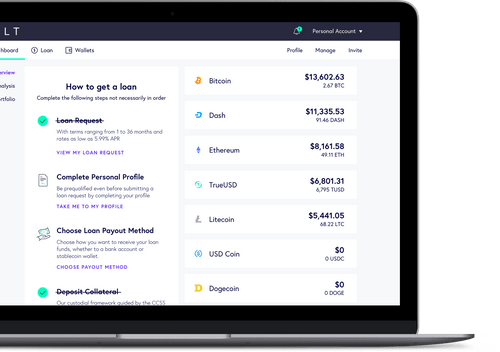 LT
1
Personal Account
hboard
Loan
Wallets
Profile
Manage
Invite
erview
alysis
rtfolio
How to get a loan
Complete the following steps not necessarily in order
Loan Request
With terms ranging from 1 to 36 months and
rates as low as 5.99% APR
VIEW MY LOAN REQUEST
Complete Personal Profile
Be prequalified even before submitting a
loan request by completing your profile
TAKE ME TO MY PROFILE
Choose Loan Payout Method
Choose how you want to receive your loan
funds, whether to a bank account or
stablecoin wallet.
CHOOSE PAYOUT METHOD
Deposit Collateral
Our custodial framework guided by the CCSS
Bitcoin
$13,602.63
2.67 BTC
Dash
$11,335.53
91.46 DASH
Ethereum
$8,161.58
49.11 ETH
TrueUSD
$6,801.31
6,795 TUSD
Litecoin
$5,441.05
68.22 LTC
USD Coin
$0
0 USDC
Dogecoin
$0
0 DOGE